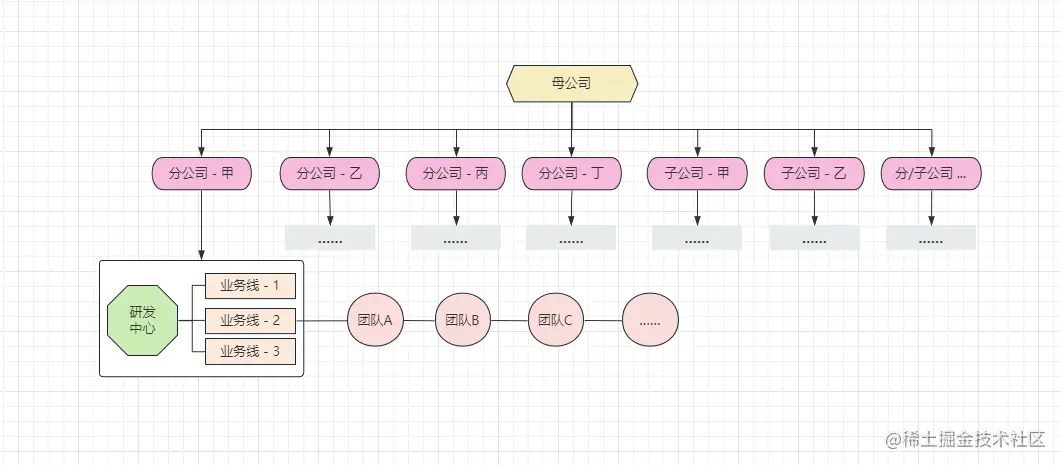 母公司
分公司 - 甲
分公司 - 乙
分公司 - 丙
分公司 - 丁
子公司 - 甲
子公司 - 乙
分/子公司 ...
......
......
......
......
......
......
研发
中心
业务线 - 1
业务线 - 2
业务线 - 3
团队A
团队B
团队C
......
@稀土掘金技术社区